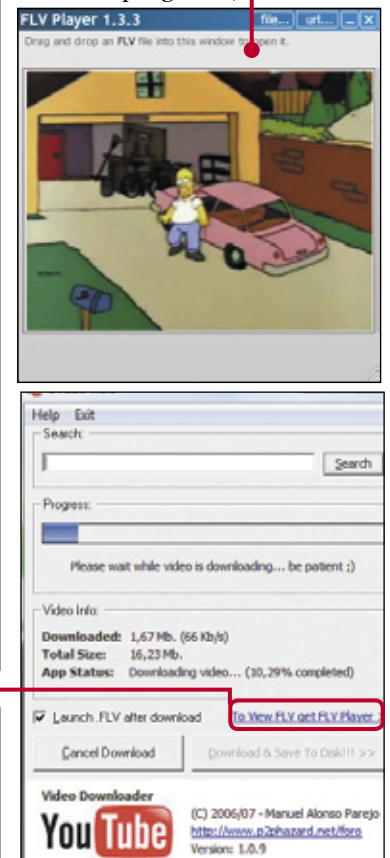 FLV Player 1.3.3 file... url...
Drag and drop an FLV file into this window to open it.
Help Exit
Search:
Search
Progress:
Please wait while video is downloading... be patient ;)
Video Info:
Downloaded: 1,67 Mb. (66 Kb/s)
Total Size: 16,23 Mb.
App Status: Downloading video... (10,29% completed)
Launch .FLV after download To View FLV get FLV Player
Cancel Download Download & Save To Disk!!! >>
Video Downloader
You Tube
(C) 2006/07 - Manuel Alonso Parejo
http://www.p2phazard.net/foro
Version: 1.0.9